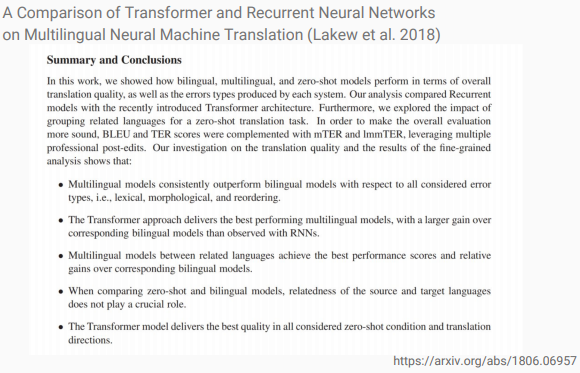 A Comparison of Transformer and Recurrent Neural Networks
on Multilingual Neural Machine Translation (Lakew et al. 2018)
Summary and Conclusions
In this work, we showed how bilingual, multilingual, and zero-shot models perform in terms of overall
translation quality, as well as the errors types produced by each system. Our analysis compared Recurrent
models with the recently introduced Transformer architecture. Furthermore, we explored the impact of
grouping related languages for a zero-shot translation task. In order to make the overall evaluation
more sound, BLEU and TER scores were complemented with mTER and lmmTER, leveraging multiple
professional post-edits. Our investigation on the translation quality and the results of the fine-grained
analysis shows that:
• Multilingual models consistently outperform bilingual models with respect to all considered error
types, i.e., lexical, morphological, and reordering.
• The Transformer approach delivers the best performing multilingual models, with a larger gain over
corresponding bilingual models than observed with RNNs.
• Multilingual models between related languages achieve the best performance scores and relative
gains over corresponding bilingual models.
• When comparing zero-shot and bilingual models, relatedness of the source and target languages
does not play a crucial role.
• The Transformer model delivers the best quality in all considered zero-shot condition and translation
directions.
https://arxiv.org/abs/1806.06957